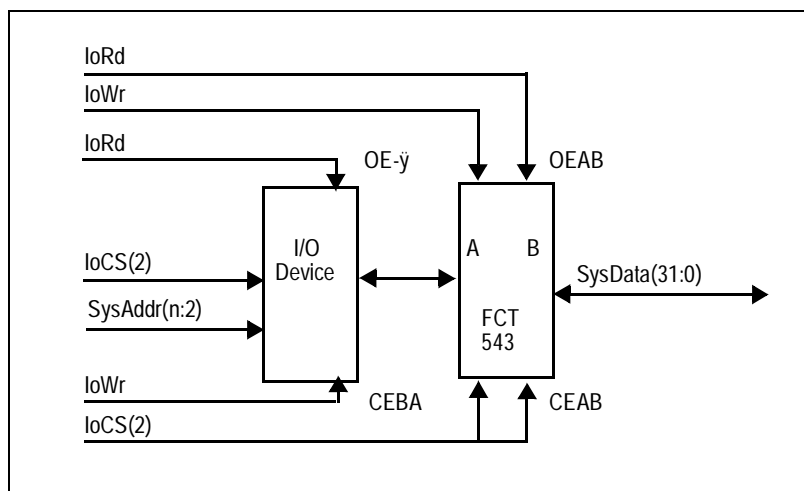 IoRd
IoWr
IoRd
OE-ÿ
OEAB
I/O
Device
A B
IoCS(2)
SysData(31:0)
SysAddr(n:2)
FCT
543
IoWr
CEBA
CEAB
IoCS(2)